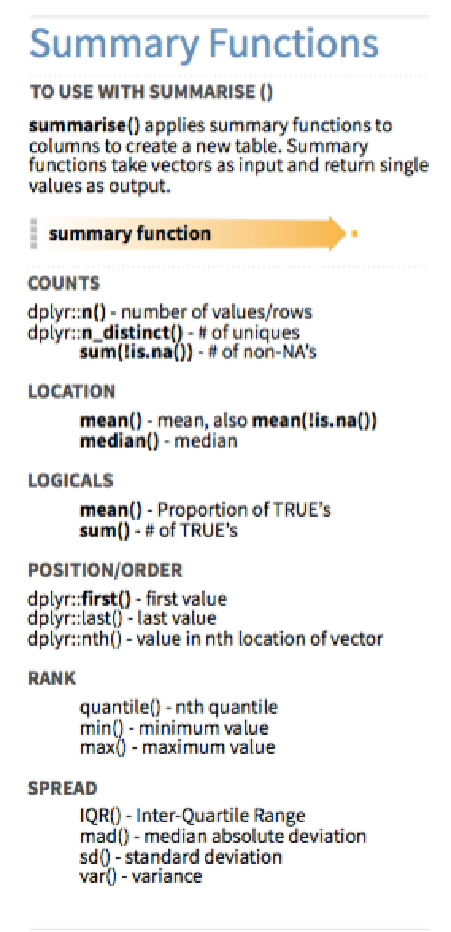 Summary Functions
TO USE WITH SUMMARISE ()
summarise() applies summary functions to
columns to create a new table. Summary
functions take vectors as input and return single
values as output.
summary function
COUNTS
dplyr::n() - number of values/rows
dplyr::n_distinct() - # of uniques
sum(!is.na()) - # of non-NA's
LOCATION
mean() - mean, also mean(!is.na())
median() - median
LOGICALS
mean() - Proportion of TRUE's
sum() - # of TRUE's
POSITION/ORDER
dplyr::first() - first value
dplyr::last() - last value
dplyr::nth() - value in nth location of vector
RANK
quantile() - nth quantile
min() - minimum value
max() - maximum value
SPREAD
IQR() - Inter-Quartile Range
mad() - median absolute deviation
sd() - standard deviation
var() - variance